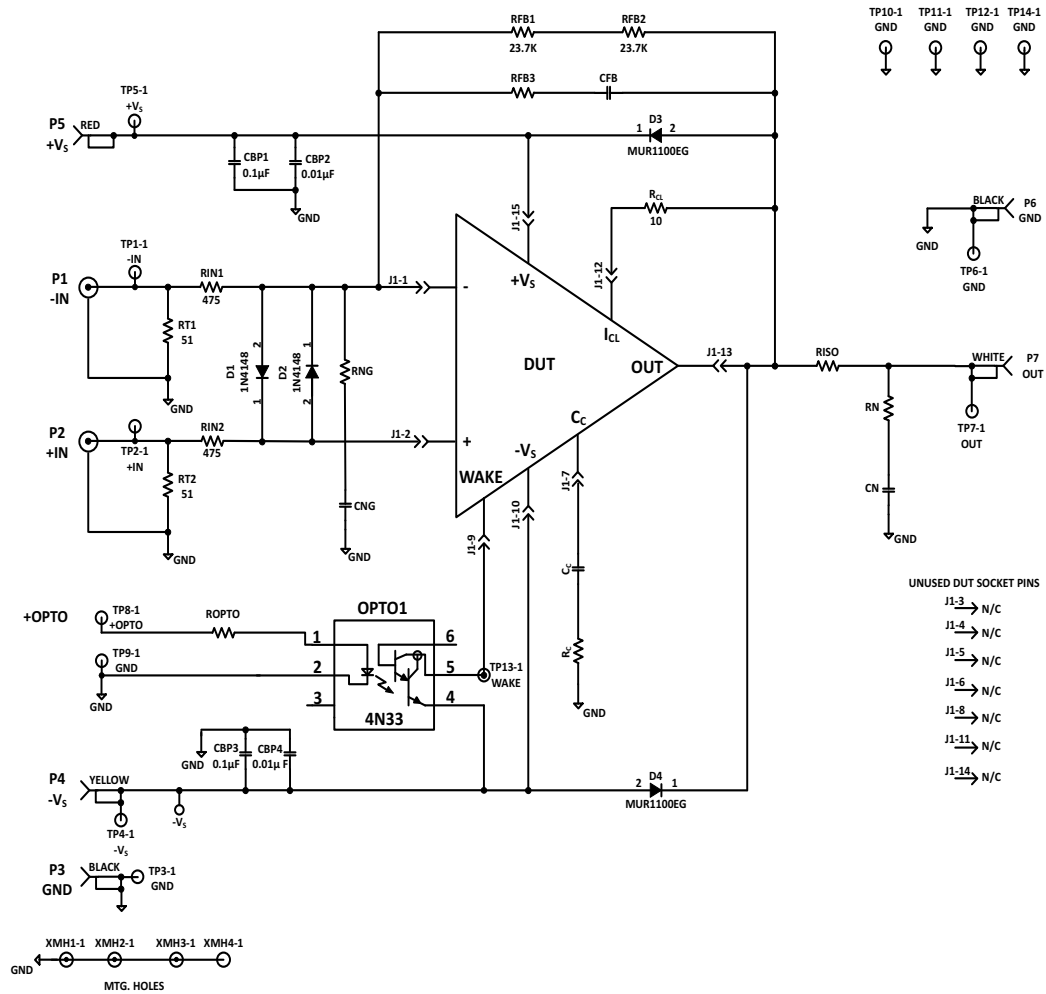 RFB1
23.7K
RFB2
23.7K
RFB3
CFB
TP10-1
GND
TP11-1
GND
TP12-1
GND
TP14-1
GND
P5
+VS
RED
TP5-1
+VS
CBP1
0.1µF
CBP2
0.01µF
GND
D3
1
2
MUR1100EG
RCL
10
J1-15
J1-12
BLACK
P6
GND
GND
TP6-1
GND
P1
-IN
TP1-1
-IN
RIN1
475
RT1
51
GND
J1-1
-
+VS
ICL
DUT
OUT
J1-13
RISO
WHITE
P7
OUT
TP7-1
OUT
D1
1N4148
2
1
D2
1N4148
1
2
RNG
RN
CN
GND
P2
+IN
TP2-1
+IN
RIN2
475
RT2
51
GND
J1-2
+
CC
-VS
WAKE
J1-7
J1-10
J1-9
CNG
GND
CC
RC
GND
UNUSED DUT SOCKET PINS
J1-3 N/C
J1-4 N/C
J1-5 N/C
J1-6 N/C
J1-8 N/C
J1-11 N/C
J1-14 N/C
+OPTO
TP8-1
+OPTO
ROPTO
OPTO1
1
2
3
6
5
4
4N33
TP13-1
WAKE
TP9-1
GND
GND
GND
CBP3
0.1µF
CBP4
0.01µ F
P4
-VS
YELLOW
TP4-1
-VS
-VS
D4
2
1
MUR1100EG
P3
GND
BLACK
TP3-1
GND
XMH1-1
XMH2-1
XMH3-1
XMH4-1
GND
MTG. HOLES